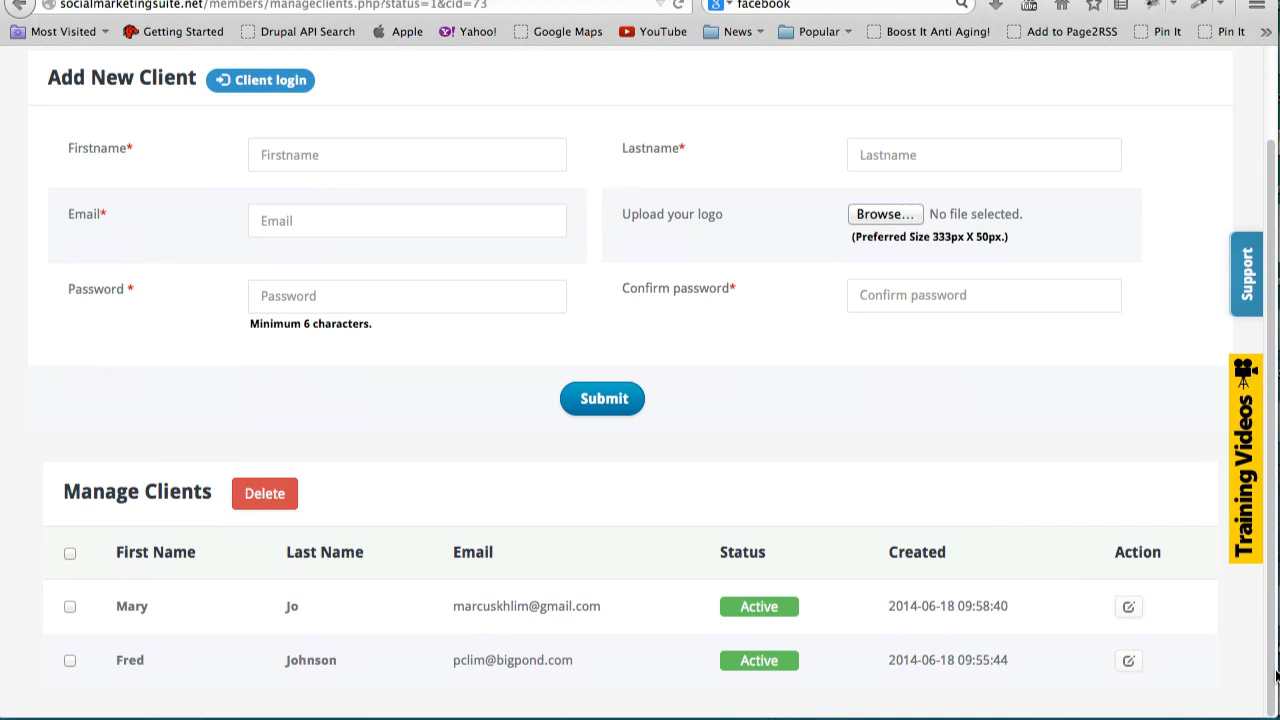 socialmarketingsuite.net/members/manageclients.php?status=1&cid=73
facebook
Most Visited Getting Started Drupal API Search Apple Yahoo! Google Maps YouTube News Popular Boost It Anti Aging! Add to Page2RSS Pin It Pin It
Add New Client Client login
Firstname* Firstname Lastname* Lastname
Email* Email Upload your logo Browse... No file selected.
(Preferred Size 333px X 50px.)
Password * Password Confirm password* Confirm password
Minimum 6 characters.
Submit
Support
Training Videos
Manage Clients Delete
First Name Last Name Email Status Created Action
Mary Jo marcuskhlim@gmail.com Active 2014-06-18 09:58:40
Fred Johnson pclim@bigpond.com Active 2014-06-18 09:55:44